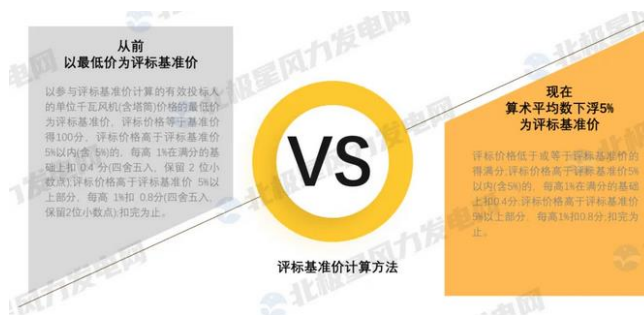 从前
以最低价为评标基准价
以参与评标基准价计算的有效投标人
的单位千瓦风机(含塔筒)价格的最低价
为评标基准价，评标价格等于基准价
得100分，评标价格高于评标基准价
5%以内(含 5%)的，每高 1%在满分的基
础上扣 0.4 分(四舍五入，保留 2 位小
数点);评标价格高于评标基准价 5%以
上部分，每高 1%扣 0.8分(四舍五入，
保留2位小数点);扣完为止。
VS
评标基准价计算方法
现在
算术平均数下浮5%
为评标基准价
评标价格低于或等于评标基准价的
得满分;评标价格高于评标基准价5%
以内(含5%)的，每高1%在满分的基础
上扣0.4分;评标价格高于评标基准价
5%以上部分，每高1%扣0.8分;扣完为
止。
北极星风力发电网